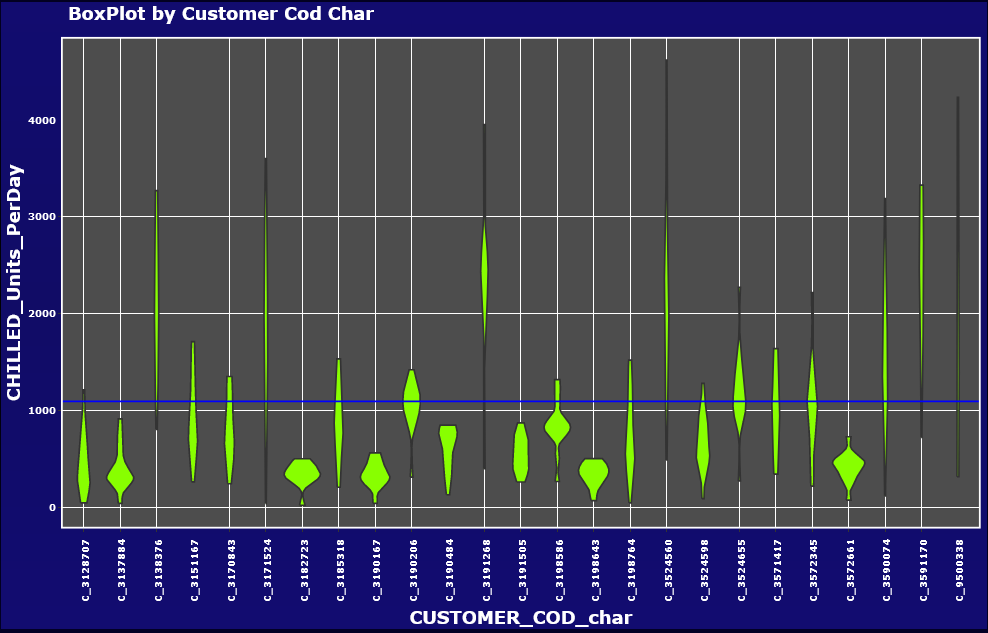 BoxPlot by Customer Cod Char
CHILLED_Units_PerDay
4000
3000
2000
1000
0
c_3128707
c_3137884
c_3138376
c_3151167
c_3170843
c_3171524
c_3182723
c_3185318
c_3190167
c_3190206
c_3190484
c_3191268
c_3191505
c_3198586
c_3198643
c_3198764
c_3524560
c_3524598
c_3524655
c_3571417
c_3572345
c_3572661
c_3590074
c_3591170
c_9500338
CUSTOMER_COD_char